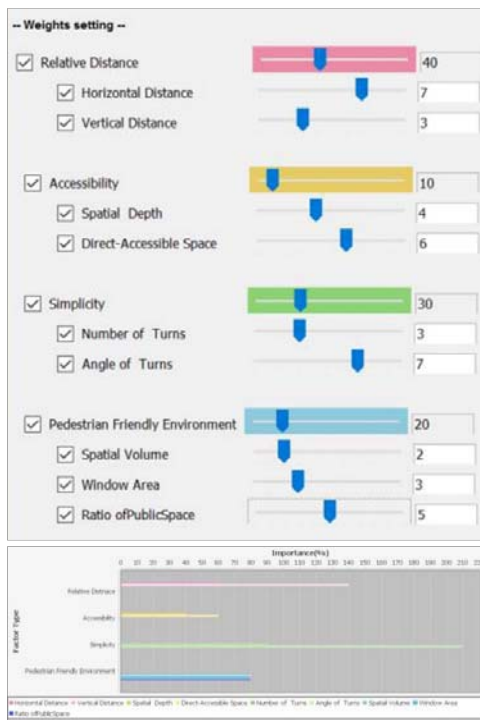 -- Weights setting --
Relative Distance 40
Horizontal Distance 7
Vertical Distance 3
Accessibility 10
Spatial Depth 4
Direct-Accessible Space 6
Simplicity 30
Number of Turns 3
Angle of Turns 7
Pedestrian Friendly Environment 20
Spatial Volume 2
Window Area 3
Ratio ofPublicSpace 5
Importance(%)
0 10 20 30 40 50 60 70 80 90 100 110 120 130 140 150 160 170 180 190 200 210
Factor Type
Relative Distnace
Accessibility
Simplicity
Pedestrian Friendly Environment
Horizontal Distance Vertical Distance Spatial Depth Direct-Accessible Space Number of Turns Angle of Turns Spatial Volume Window Area
Ratio ofPublicSpace